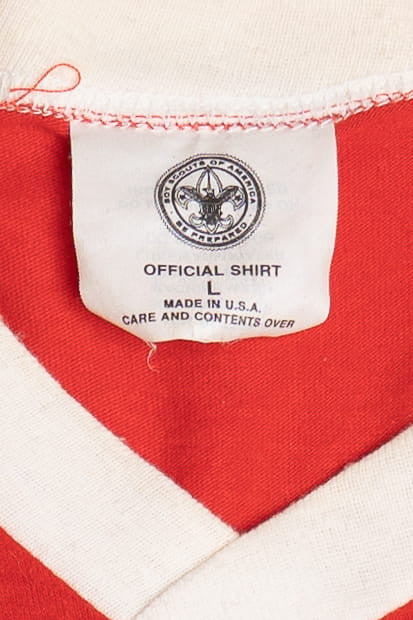 BOY SCOUTS OF AMERICA
BE PREPARED
OFFICIAL SHIRT
L
MADE IN U.S.A.
CARE AND CONTENTS OVER